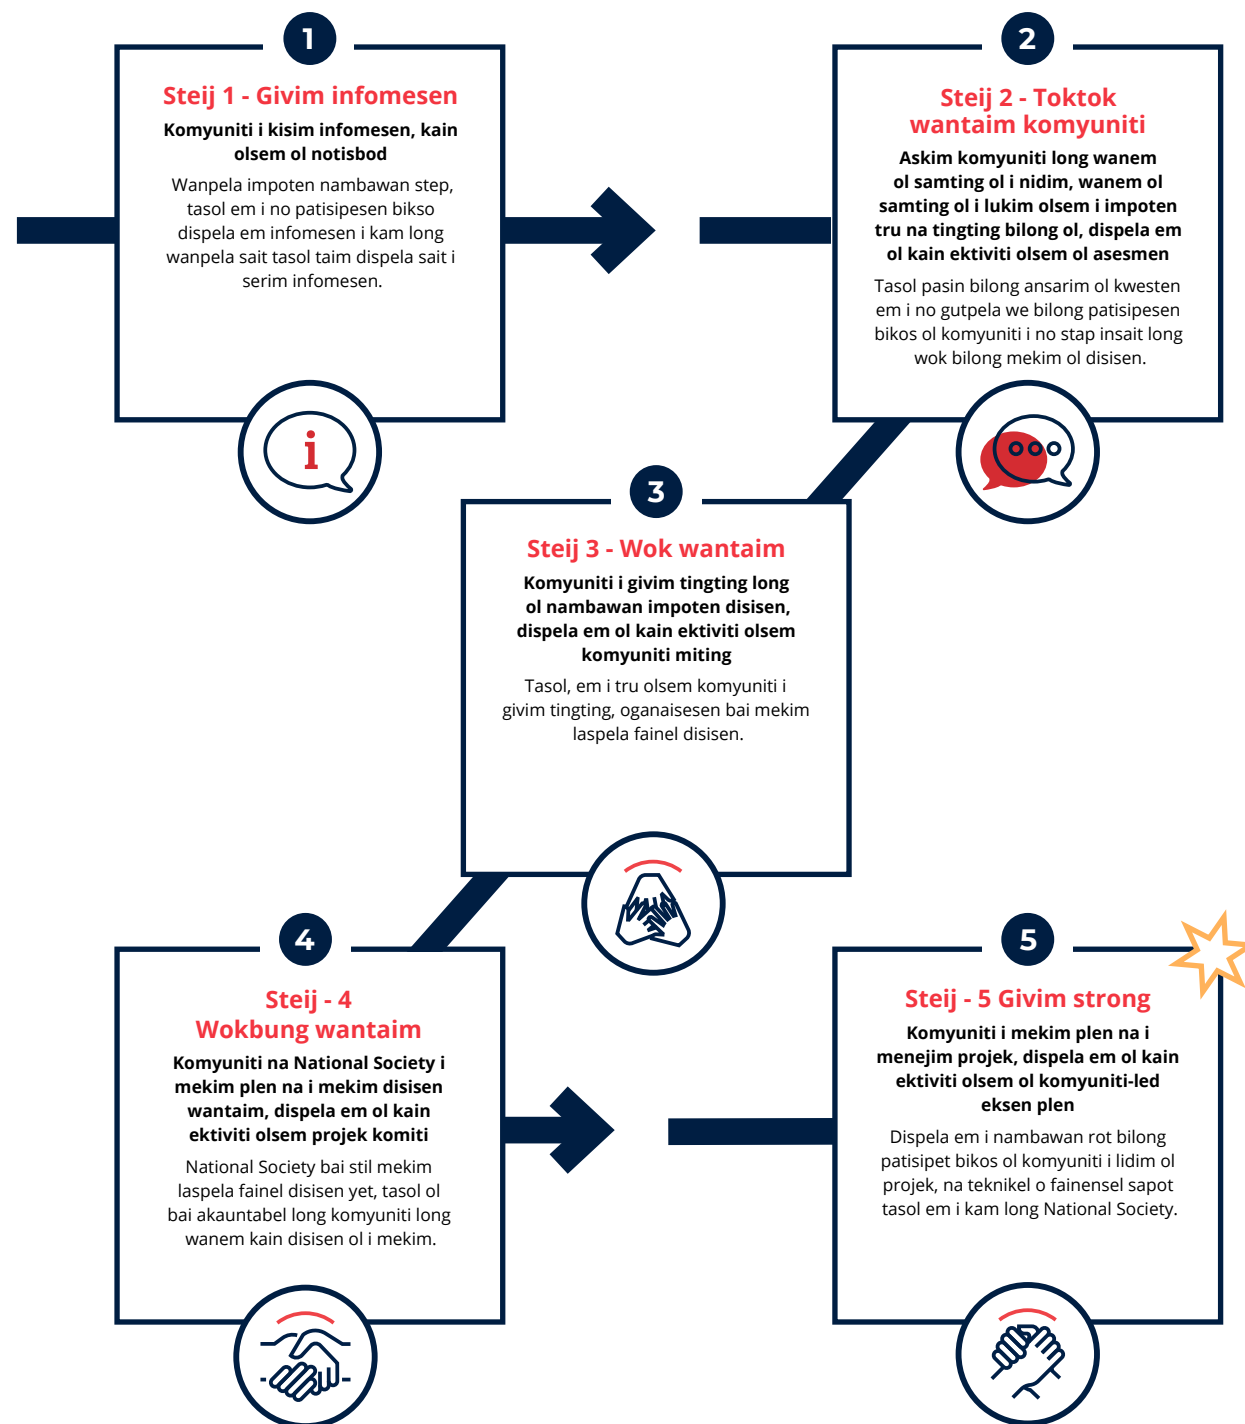 1
Steij 1 - Givim infomesen
Komyuniti i kisim infomesen, kain
olsem ol notisbod
Wanpela impoten nambawan step,
tasol em i no patisipesen bikso
dispela em infomesen i kam long
wanpela sait tasol taim dispela sait i
serim infomesen.
i
2
Steij 2 - Toktok
wantaim komyuniti
Askim komyuniti long wanem
ol samting ol i nidim, wanem ol
samting ol i lukim olsem i impoten
tru na tingting bilong ol, dispela em
ol kain ektiviti olsem ol asesmen
Tasol pasin bilong ansarim ol kwesten
em i no gutpela we bilong patisipesen
bikos ol komyuniti i no stap insait long
wok bilong mekim ol disisen.
3
Steij 3 - Wok wantaim
Komyuniti i givim tingting long
ol nambawan impoten disisen,
dispela em ol kain ektiviti olsem
komyuniti miting
Tasol, em i tru olsem komyuniti i
givim tingting, oganaisesen bai mekim
laspela fainel disisen.
4
Steij - 4
Wokbung wantaim
Komyuniti na National Society i
mekim plen na i mekim disisen
wantaim, dispela em ol kain
ektiviti olsem projek komiti
National Society bai stil mekim
laspela fainel disisen yet, tasol ol
bai akauntabel long komyuniti long
wanem kain disisen ol i mekim.
5
Steij - 5 Givim strong
Komyuniti i mekim plen na i
menejim projek, dispela em ol kain
ektiviti olsem ol komyuniti-led
eksen plen
Dispela em i nambawan rot bilong
patisipet bikos ol komyuniti i lidim ol
projek, na teknikel o fainensel sapot
tasol em i kam long National Society.